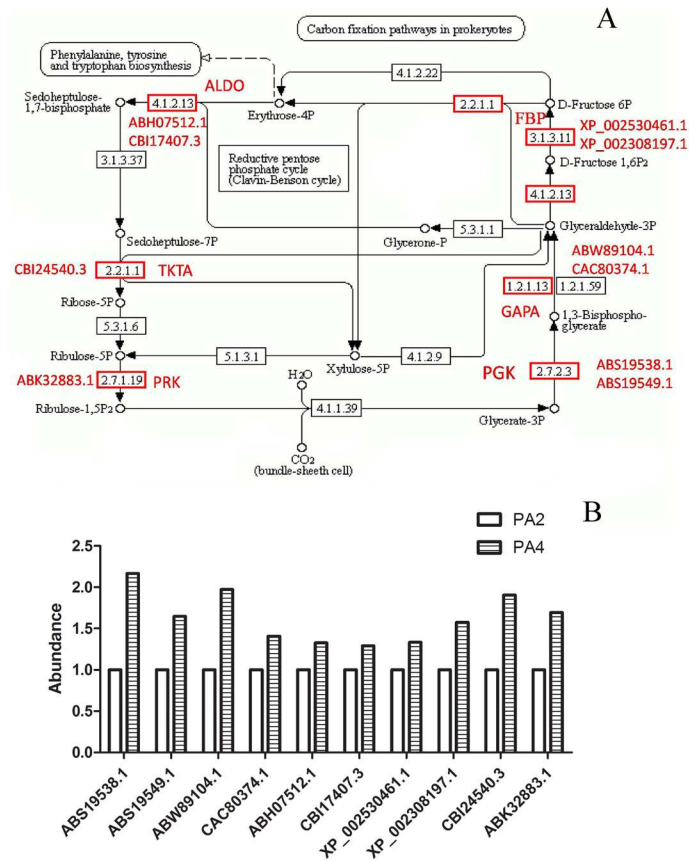 A
Carbon fixation pathways in prokeryotes
Phenylalanine, tyrosine
and tryptophan biosynthesis
4.1.2.22
Sedoheptulose-
1,7-bisphosphate
4.1.2.13
ALDO
ABH07512.1
CBI17407.3
Erythrose-4P
2.2.1.1
D-Fructose 6P
FBP
3.1.3.11
XP_002530461.1
XP_002308197.1
D-Fructose 1,6P2
3.1.3.37
Reductive pentose
phosphate cycle
(Clavin-Benson cycle)
4.1.2.13
Sedoheptulose-7P
Glycerone-P
5.3.1.1
Glyceraldehyde-3P
ABW89104.1
CAC80374.1
CBI24540.3
2.2.1.1
TKTA
1.2.1.13
1.2.1.59
GAPA
Ribose-5P
5.3.1.6
1,3-Bisphospho-
glycerate
Ribulose-5P
5.1.3.1
Xylulose-5P
4.1.2.9
ABK32883.1
2.7.1.19
PRK
PGK
2.7.2.3
ABS19538.1
ABS19549.1
H2O
Ribulose-1,5P2
4.1.1.39
Glycerate-3P
CO2
(bundle-sheeth cell)
B
PA2
PA4
Abundance
2.5
2.0
1.5
1.0
0.5
0.0
ABS19538.1
ABS19549.1
ABW89104.1
CAC80374.1
ABH07512.1
CBI17407.3
XP_002530461.1
XP_002308197.1
CBI24540.3
ABK32883.1